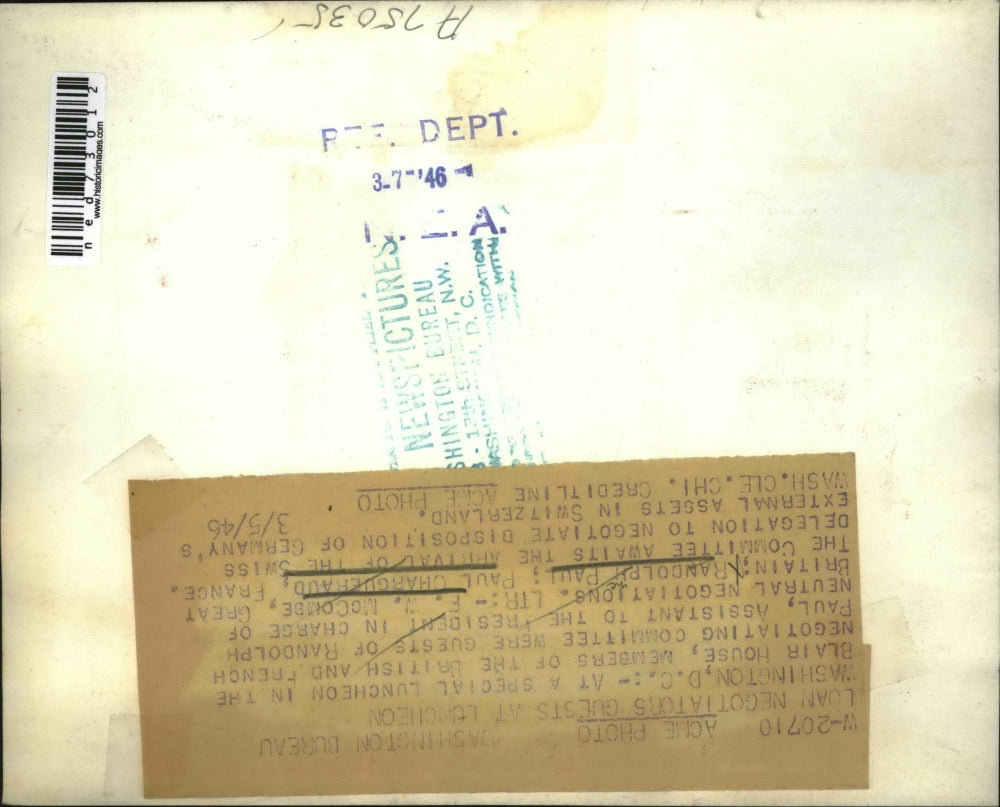 A75035
ned73012
www.historicimages.com
DEPT.
3-7-'46
A.
NEWSPICTURES
BUREAU
N.W.
D. C.
W-20710 ACME PHOTO WASHINGTON BUREAU
LOAN NEGOTIATORS GUESTS AT LUNCHEON
WASHINGTON, D.C.:- AT A SPECIAL LUNCHEON IN THE
BLAIR HOUSE, MEMBERS OF THE BRITISH AND FRENCH
NEGOTIATING COMMITTEE WERE GUESTS OF RANDOLPH
PAUL, ASSISTANT TO THE PRESIDENT IN CHARGE OF
NEUTRAL NEGOTIATIONS. LTR:- F. W. McCOMBE, GREAT
BRITAIN; RANDOLPH PAUL; PAUL CHARGUERAUD, FRANCE.
THE COMMITTEE AWAITS THE ARRIVAL OF THE SWISS
DELEGATION TO NEGOTIATE DISPOSITION OF GERMANY'S
EXTERNAL ASSETS IN SWITZERLAND. 3/5/46
WASH.CLE.CHI. CREDITLINE ACME PHOTO